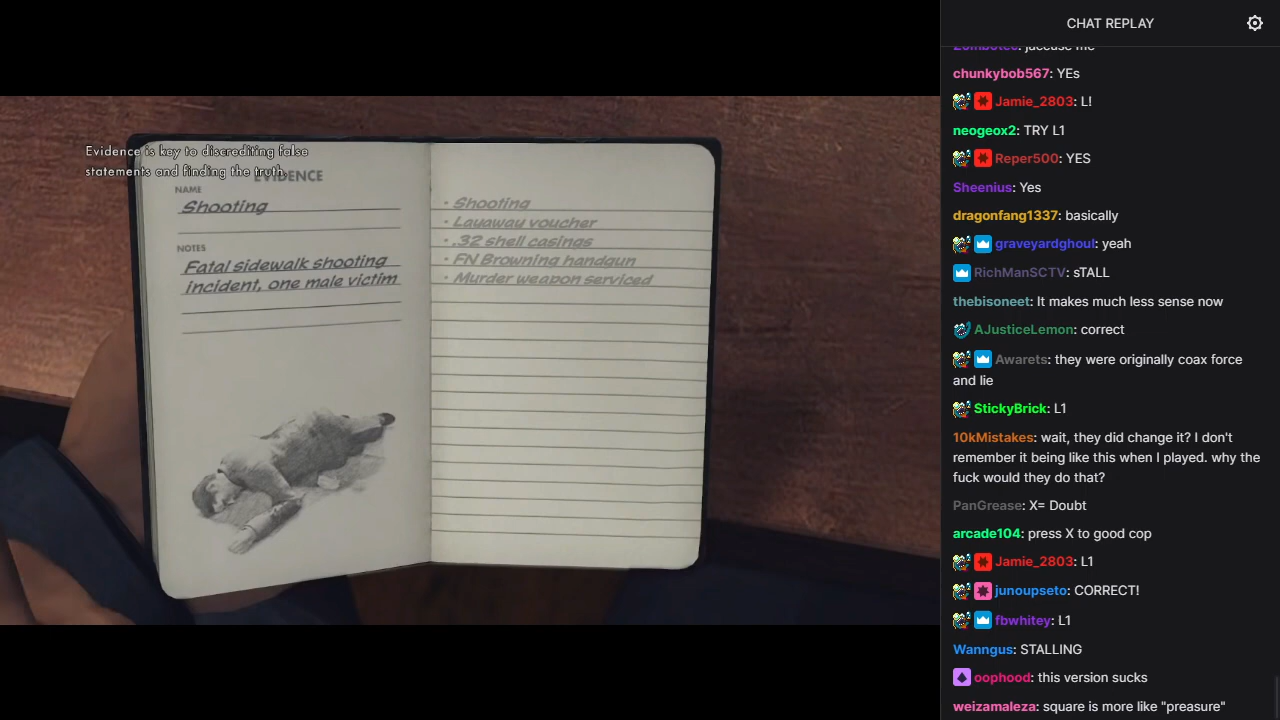 Evidence is key to discrediting false
statements and finding the truth.
EVIDENCE
NAME
Shooting
NOTES
Fatal sidewalk shooting
incident, one male victim
- Shooting
- Layaway voucher
- .32 shell casings
- FN Browning handgun
- Murder weapon serviced
CHAT REPLAY
Zombotec: jaccuse me
chunkybob567: YEs
Jamie_2803: L!
neogeox2: TRY L1
Reper500: YES
Sheenius: Yes
dragonfang1337: basically
graveyardghoul: yeah
RichManSCTV: sTALL
thebisoneet: It makes much less sense now
AJusticeLemon: correct
Awarets: they were originally coax force
and lie
StickyBrick: L1
10kMistakes: wait, they did change it? I don't
remember it being like this when I played. why the
fuck would they do that?
PanGrease: X= Doubt
arcade104: press X to good cop
Jamie_2803: L1
junoupseto: CORRECT!
fbwhitey: L1
Wanngus: STALLING
oophood: this version sucks
weizamaleza: square is more like "preasure"